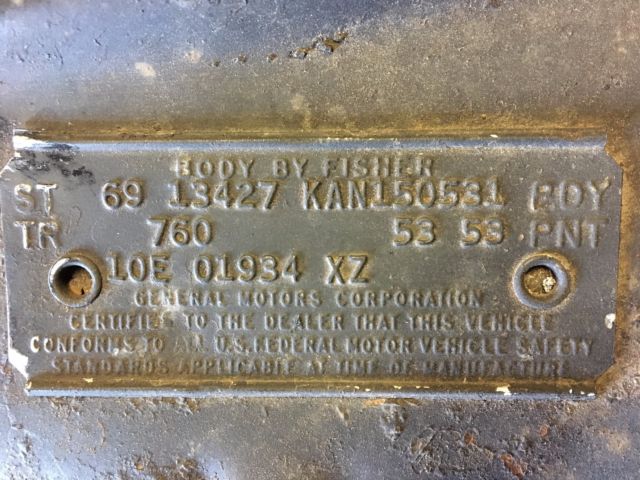 BODY BY FISHER
ST 69 13427 KAN150531 BDY
TR 760 53 53 PNT
10E 01934 XZ
GENERAL MOTORS CORPORATION
CERTIFIES TO THE DEALER THAT THIS VEHICLE
CONFORMS TO ALL U.S. FEDERAL MOTOR VEHICLE SAFETY
STANDARDS APPLICABLE AT TIME OF MANUFACTURE